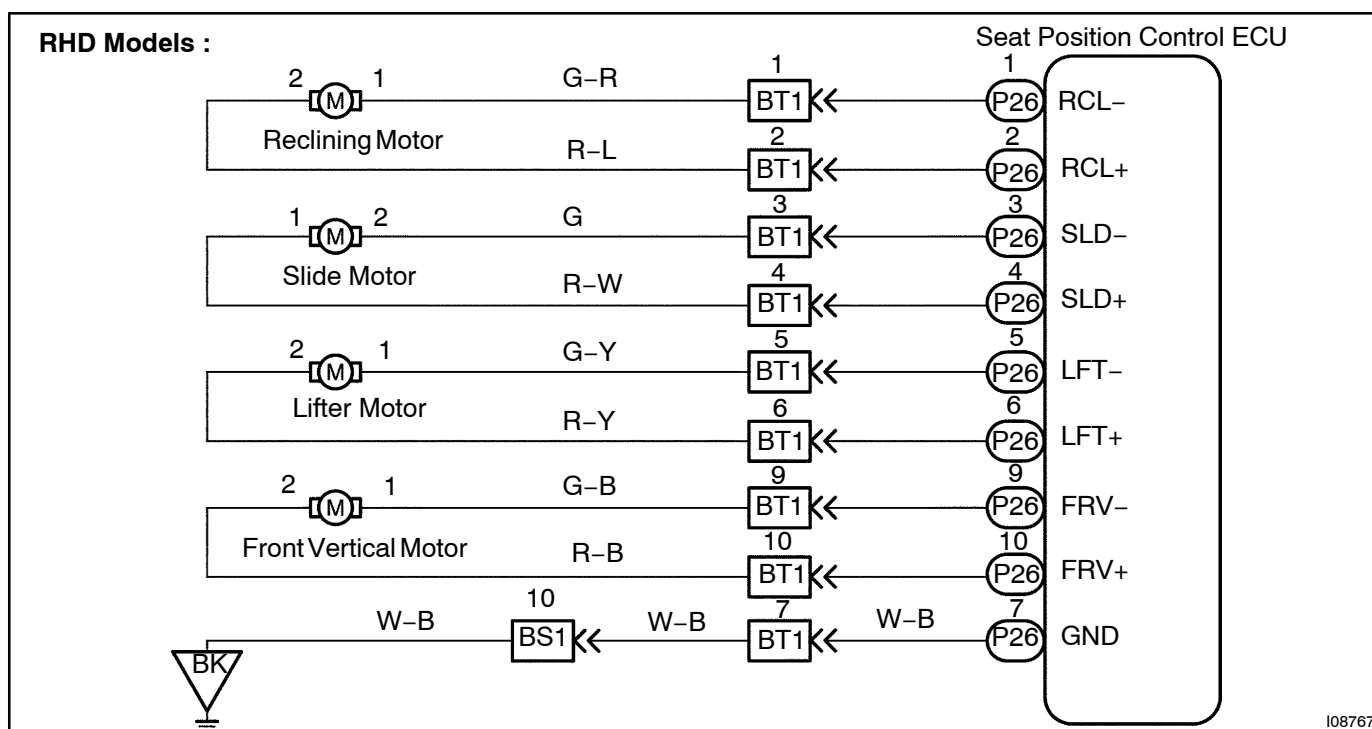 RHD Models :
Seat Position Control ECU
2 M 1 G–R 1 BT1 1 P26 RCL–
Reclining Motor
R–L 2 BT1 2 P26 RCL+
1 M 2 G 3 BT1 3 P26 SLD–
Slide Motor
R–W 4 BT1 4 P26 SLD+
2 M 1 G–Y 5 BT1 5 P26 LFT–
Lifter Motor
R–Y 6 BT1 6 P26 LFT+
2 M 1 G–B 9 BT1 9 P26 FRV–
Front Vertical Motor
R–B 10 BT1 10 P26 FRV+
W–B 10 BS1 W–B 7 BT1 W–B 7 P26 GND
BK
I08767